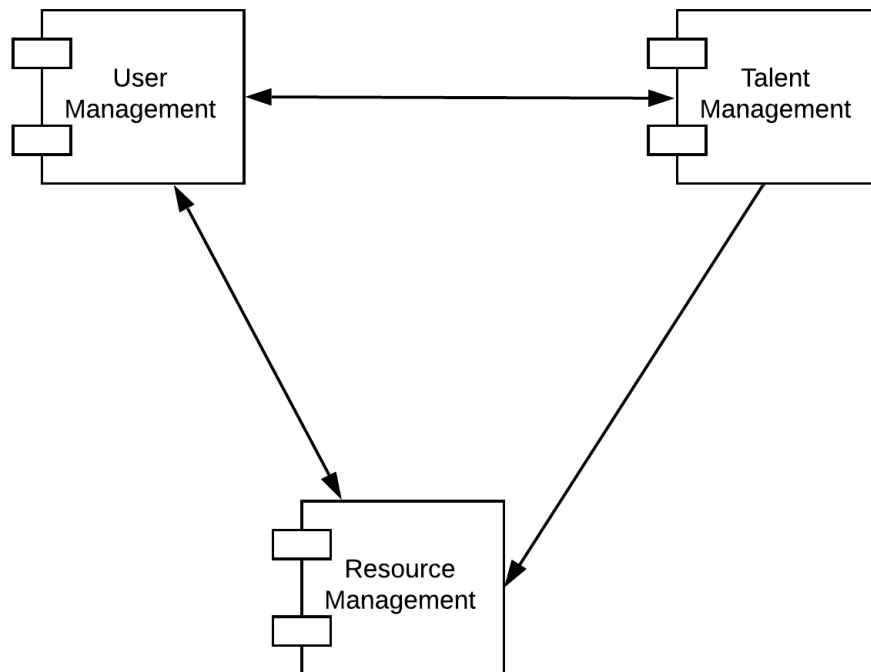 User
Management
Talent
Management
Resource
Management